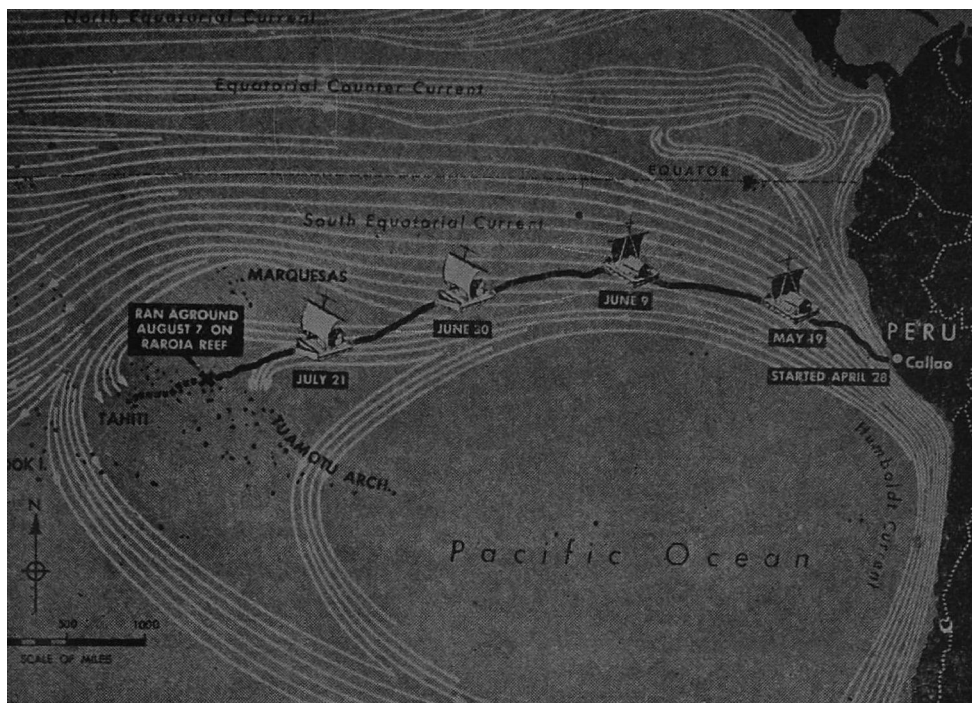 North Equatorial Current
Equatorial Counter Current
EQUATOR
South Equatorial Current
MARQUESAS
RAN AGROUND
AUGUST 7 ON
RAROIA REEF
JULY 21
JUNE 30
JUNE 9
MAY 19
STARTED APRIL 28
PERU
Callao
TAHITI
TUAMOTU ARCH.
OOK I.
Humboldt Current
Pacific Ocean
N
500 1000
SCALE OF MILES